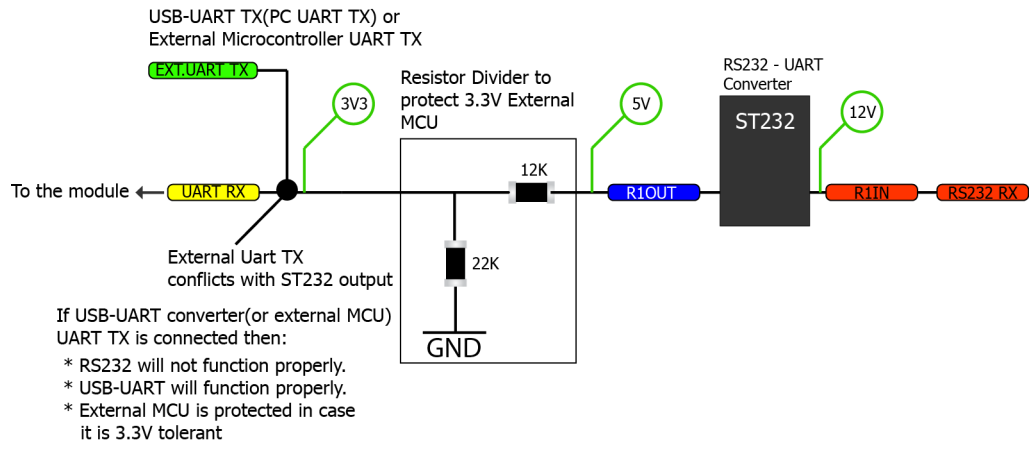 USB-UART TX(PC UART TX) or
External Microcontroller UART TX
EXT.UART TX
3V3
Resistor Divider to
protect 3.3V External
MCU
5V
RS232 - UART
Converter
ST232
12V
To the module
UART RX
12K
R1OUT
R1IN
RS232 RX
External Uart TX
conflicts with ST232 output
22K
GND
If USB-UART converter(or external MCU)
UART TX is connected then:
* RS232 will not function properly.
* USB-UART will function properly.
* External MCU is protected in case
it is 3.3V tolerant